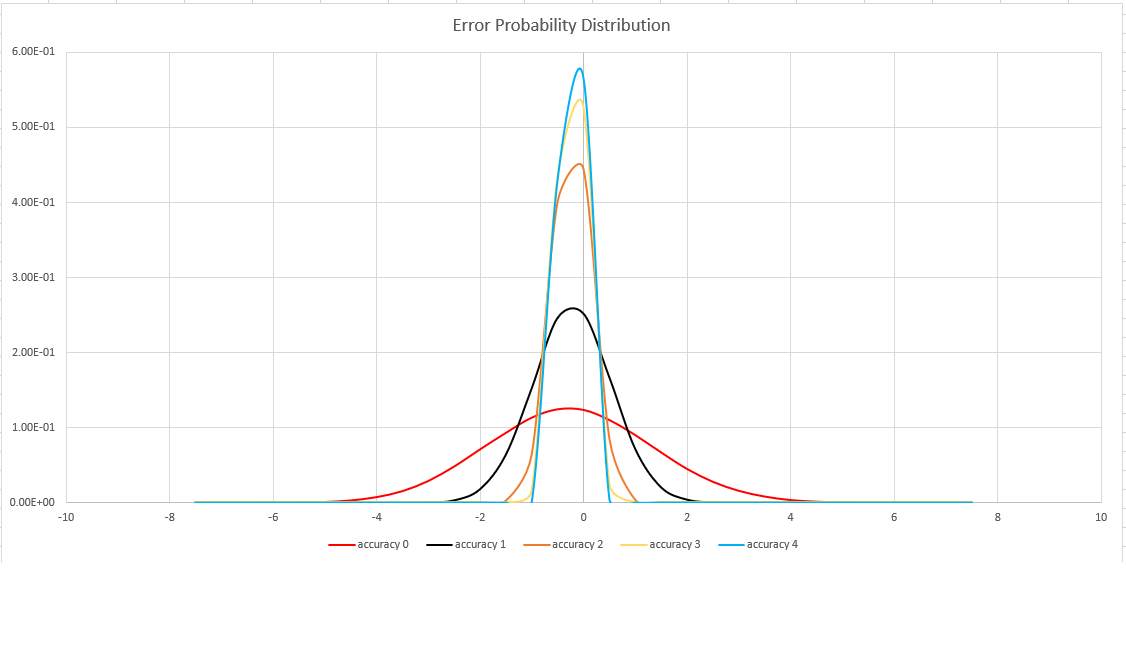 Error Probability Distribution
6.00E-01
5.00E-01
4.00E-01
3.00E-01
2.00E-01
1.00E-01
0.00E+00
-10 -8 -6 -4 -2 0 2 4 6 8 10
accuracy 0 accuracy 1 accuracy 2 accuracy 3 accuracy 4